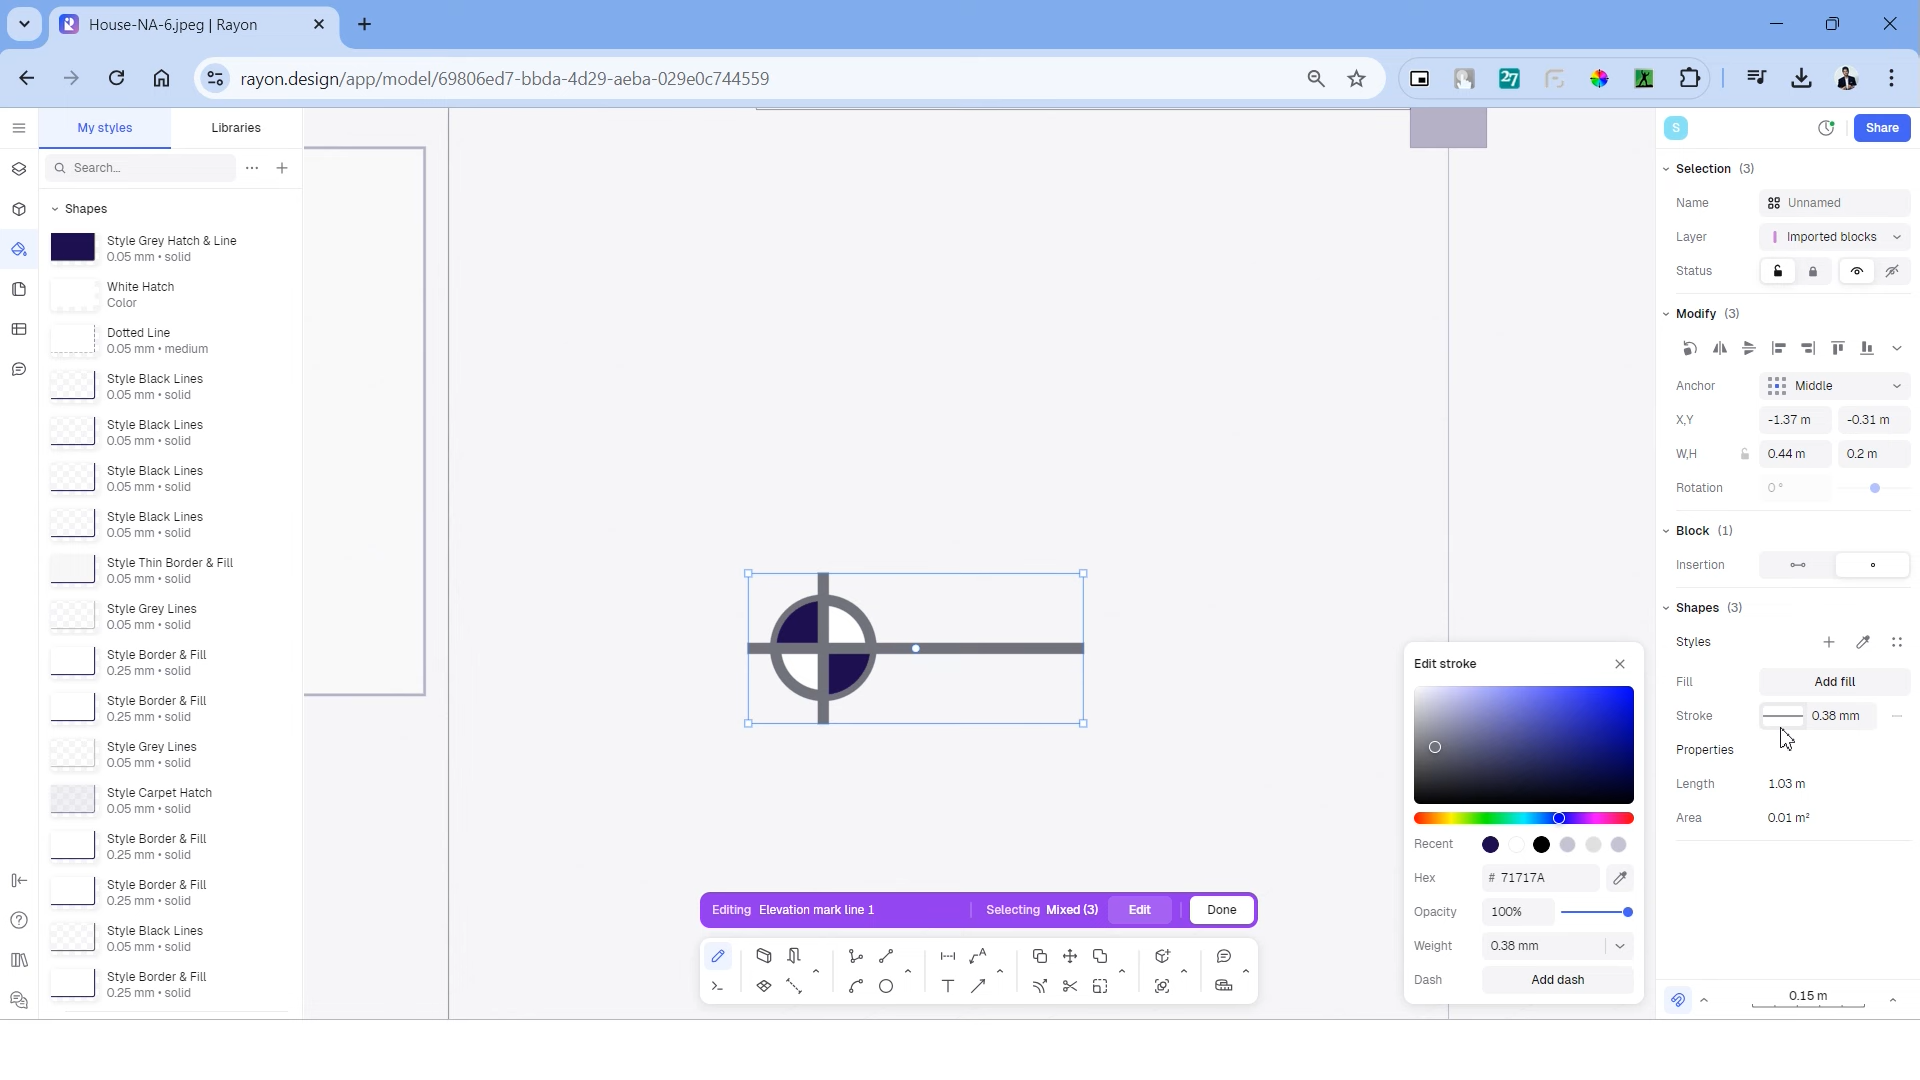 House-NA-6.jpeg | Rayon
rayon.design/app/model/69806ed7-bbda-4d29-aeba-029e0c744559
27
My styles
Libraries
Search...
Shapes
Style Grey Hatch & Line
0.05 mm • solid
White Hatch
Color
Dotted Line
0.05 mm • medium
Style Black Lines
0.05 mm • solid
Style Black Lines
0.05 mm • solid
Style Black Lines
0.05 mm • solid
Style Black Lines
0.05 mm • solid
Style Thin Border & Fill
0.05 mm • solid
Style Grey Lines
0.05 mm • solid
Style Border & Fill
0.25 mm • solid
Style Border & Fill
0.25 mm • solid
Style Grey Lines
0.05 mm • solid
Style Carpet Hatch
0.05 mm • solid
Style Border & Fill
0.25 mm • solid
Style Border & Fill
0.25 mm • solid
Style Black Lines
0.05 mm • solid
Style Border & Fill
0.25 mm • solid
Editing Elevation mark line 1
Selecting Mixed (3)
Edit
Done
Edit stroke
Recent
Hex
# 71717A
Opacity
100%
Weight
0.38 mm
Dash
Add dash
S
Share
Selection (3)
Name
Unnamed
Layer
Imported blocks
Status
Modify (3)
Anchor
Middle
X,Y
-1.37 m
-0.31 m
W,H
0.44 m
0.2 m
Rotation
0 °
Block (1)
Insertion
Shapes (3)
Styles
Fill
Add fill
Stroke
0.38 mm
Properties
Length
1.03 m
Area
0.01 m²
0.15 m